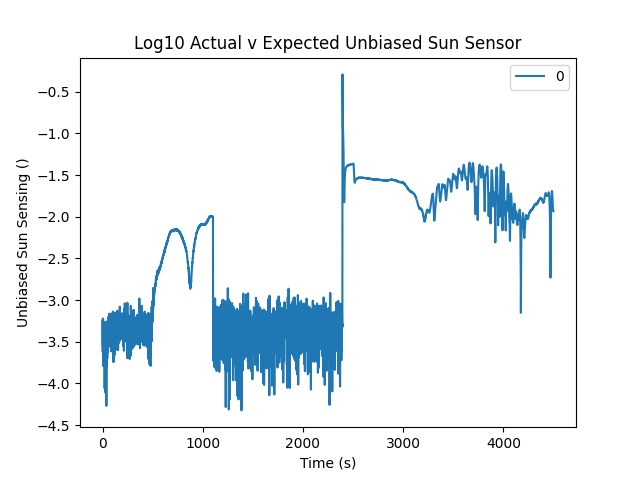 Log10 Actual v Expected Unbiased Sun Sensor
0
−0.5
−1.0
−1.5
−2.0
−2.5
−3.0
−3.5
−4.0
−4.5
Unbiased Sun Sensing ()
0 1000 2000 3000 4000
Time (s)